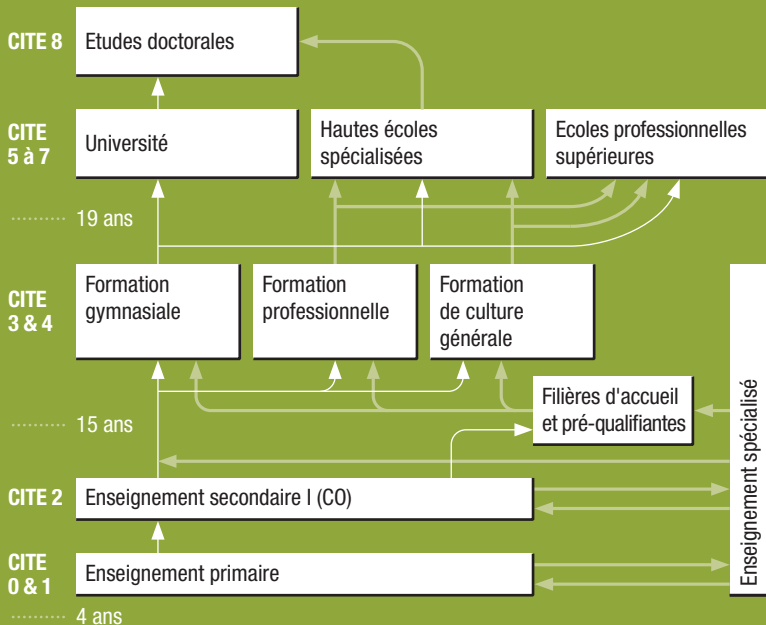 CITE 8
Etudes doctorales
CITE
5 à 7
Université
Hautes écoles
spécialisées
Ecoles professionnelles
supérieures
19 ans
CITE
3 & 4
Formation
gymnasiale
Formation
professionnelle
Formation
de culture
générale
Filières d'accueil
et pré-qualifiantes
Enseignement spécialisé
15 ans
CITE 2
Enseignement secondaire I (CO)
CITE
0 & 1
Enseignement primaire
4 ans